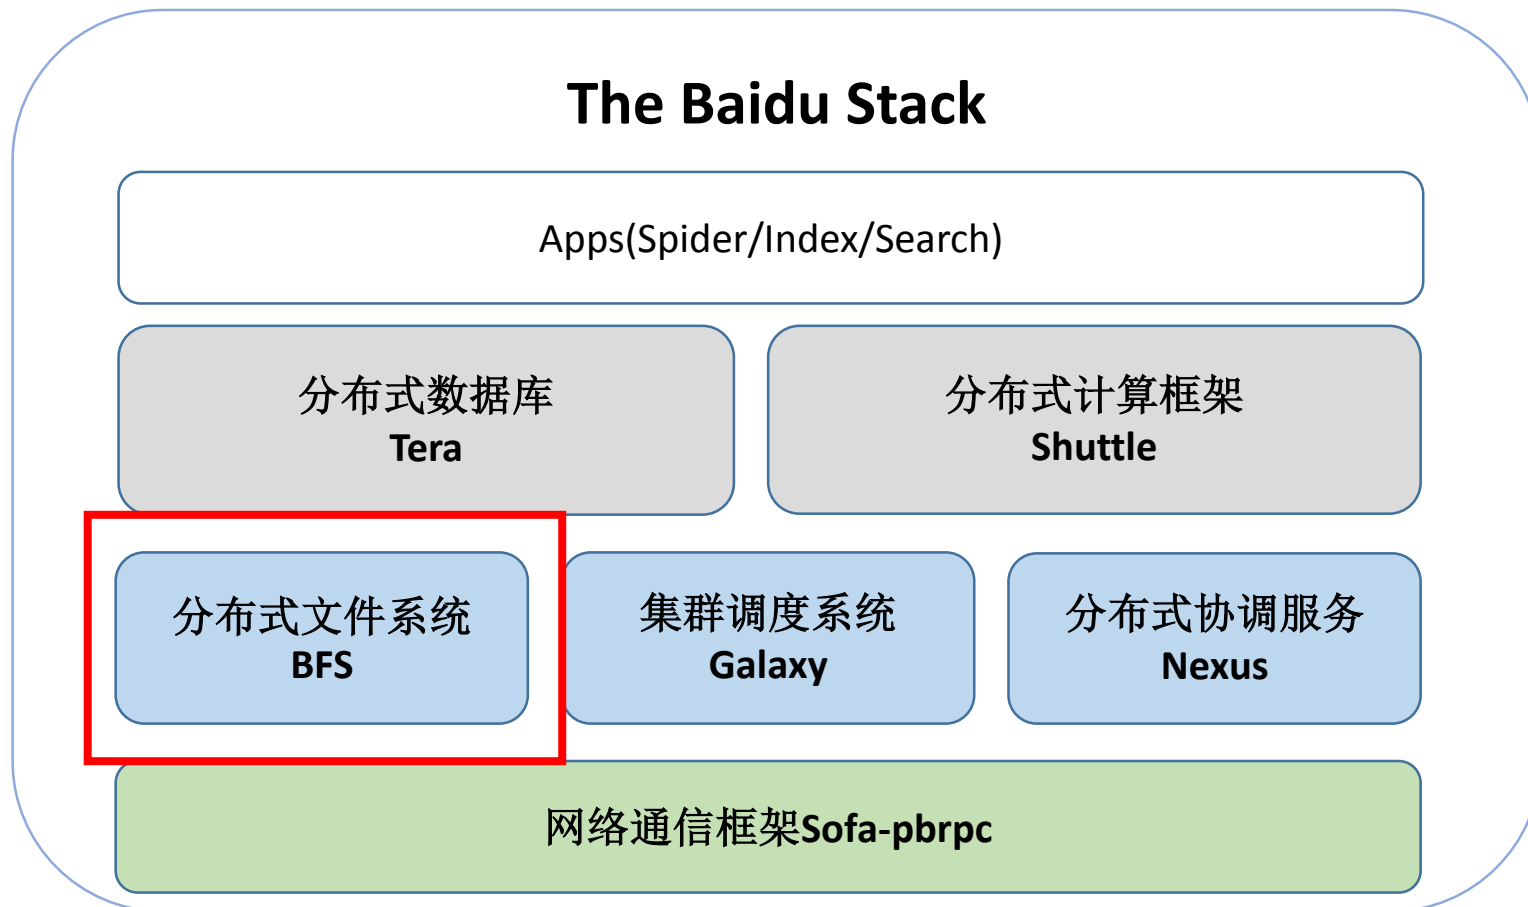 The Baidu Stack
Apps(Spider/Index/Search)
分布式数据库
Tera
分布式计算框架
Shuttle
分布式文件系统
BFS
集群调度系统
Galaxy
分布式协调服务
Nexus
网络通信框架Sofa-pbrpc